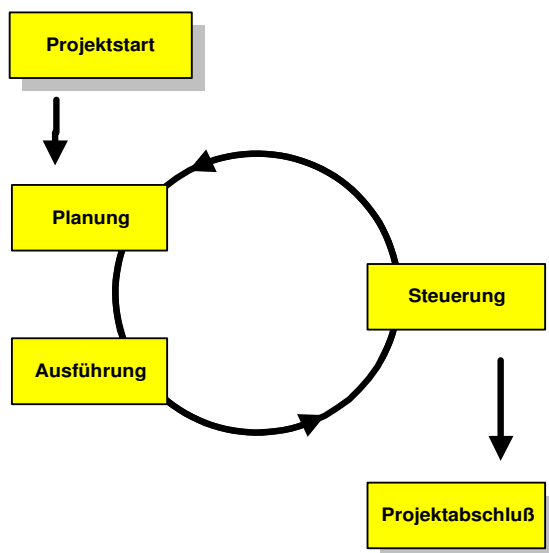 Projektstart
Planung
Steuerung
Ausführung
Projektabschluß